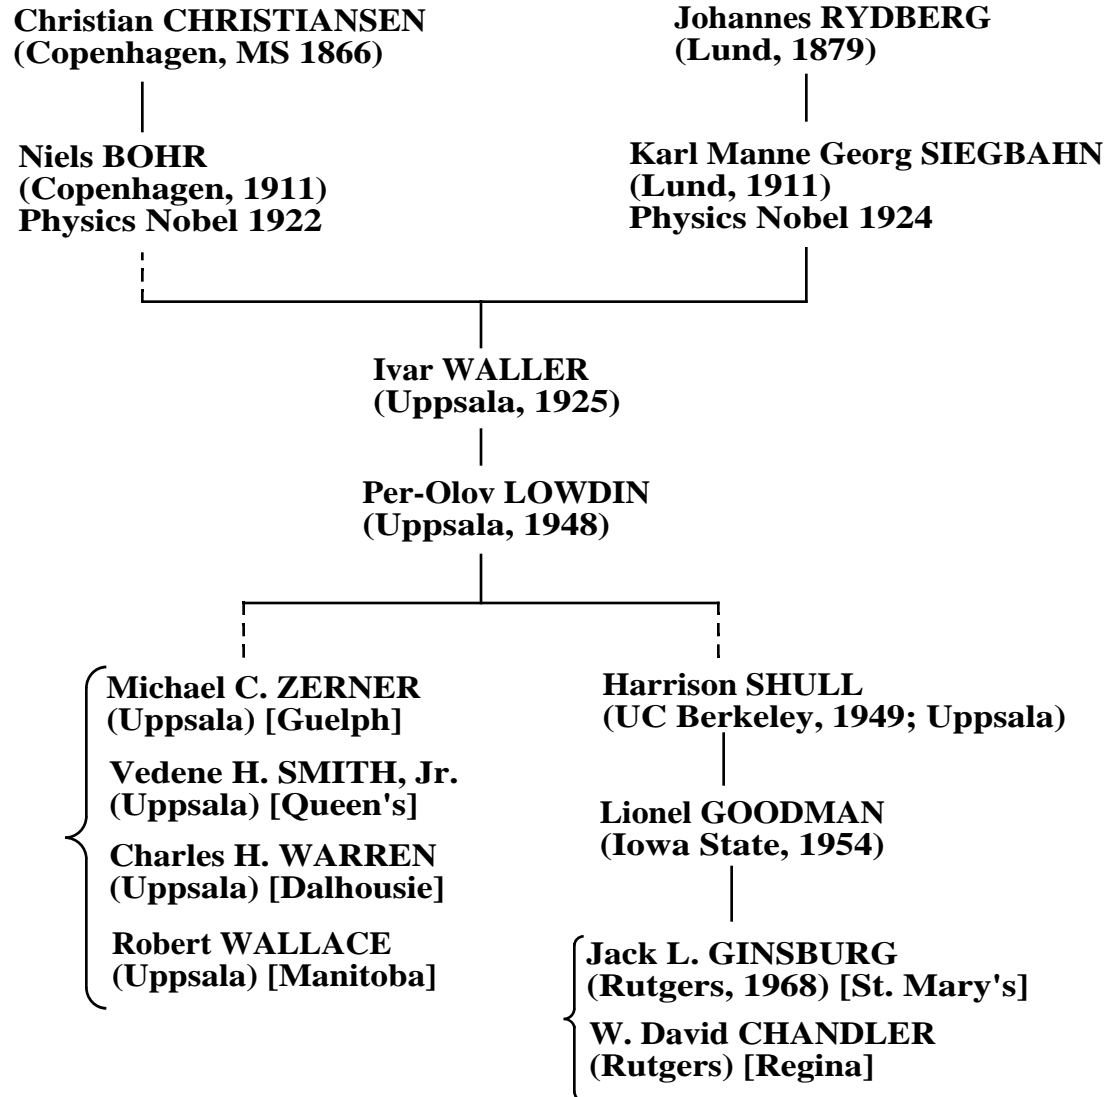 Christian CHRISTIANSEN
(Copenhagen, MS 1866)
Johannes RYDBERG
(Lund, 1879)
Niels BOHR
(Copenhagen, 1911)
Physics Nobel 1922
Karl Manne Georg SIEGBAHN
(Lund, 1911)
Physics Nobel 1924
Ivar WALLER
(Uppsala, 1925)
Per-Olov LOWDIN
(Uppsala, 1948)
Michael C. ZERNER
(Uppsala) [Guelph]
Vedene H. SMITH, Jr.
(Uppsala) [Queen's]
Charles H. WARREN
(Uppsala) [Dalhousie]
Robert WALLACE
(Uppsala) [Manitoba]
Harrison SHULL
(UC Berkeley, 1949; Uppsala)
Lionel GOODMAN
(Iowa State, 1954)
Jack L. GINSBURG
(Rutgers, 1968) [St. Mary's]
W. David CHANDLER
(Rutgers) [Regina]